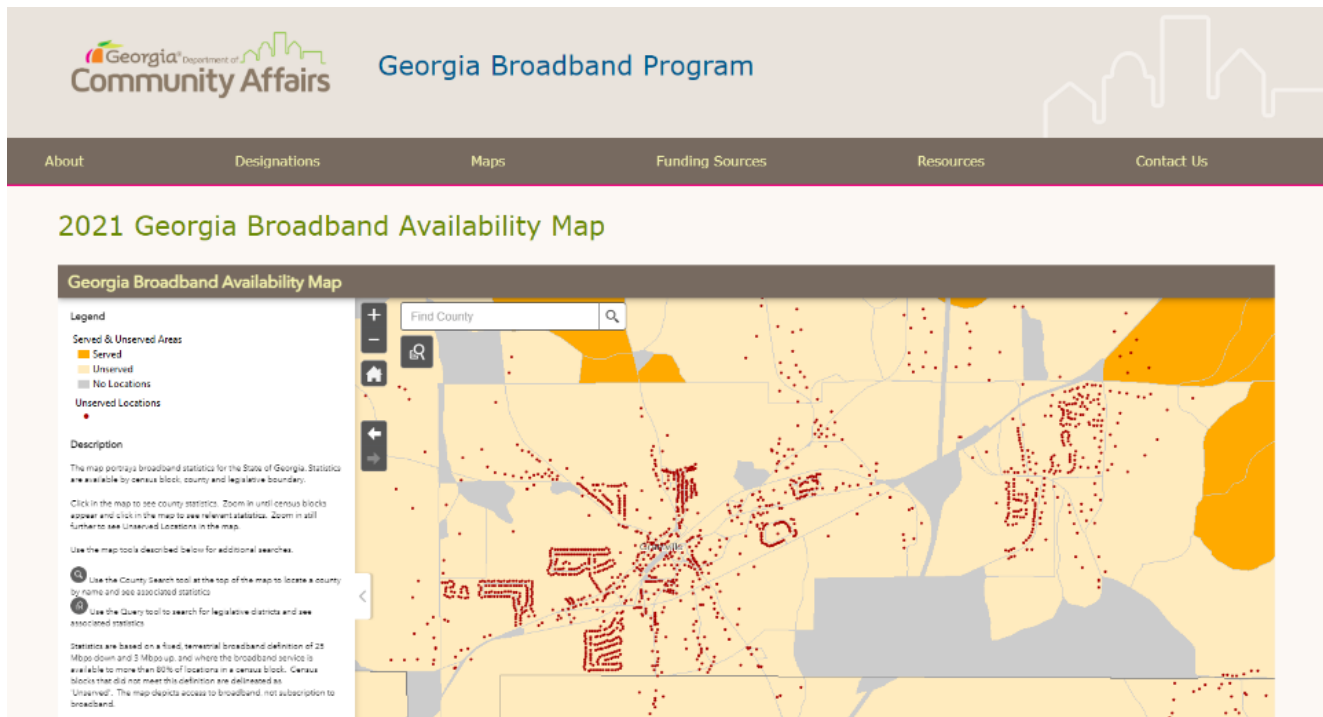 Georgia® Department of
Community Affairs
Georgia Broadband Program
About Designations Maps Funding Sources Resources Contact Us
2021 Georgia Broadband Availability Map
Georgia Broadband Availability Map
Legend
Served & Unserved Areas
Served
Unserved
No Locations
Unserved Locations
Description
The map portrays broadband statistics for the State of Georgia. Statistics
are available by census block, county and legislative boundary.
Click in the map to see county statistics. Zoom in until census blocks
appear and click in the map to see relevant statistics. Zoom in still
further to see Unserved Locations in the map.
Use the map tools described below for additional searches.
Use the County Search tool at the top of the map to locate a county
by name and see associated statistics
Use the Query tool to search for legislative districts and see
associated statistics
Statistics are based on a fixed, terrestrial broadband definition of 25
Mbps down and 3 Mbps up, and where the broadband service is
available to more than 80% of locations in a census block. Census
blocks that did not meet this definition are delineated as
'Unserved'. The map depicts access to broadband, not subscription to
broadband.
Find County